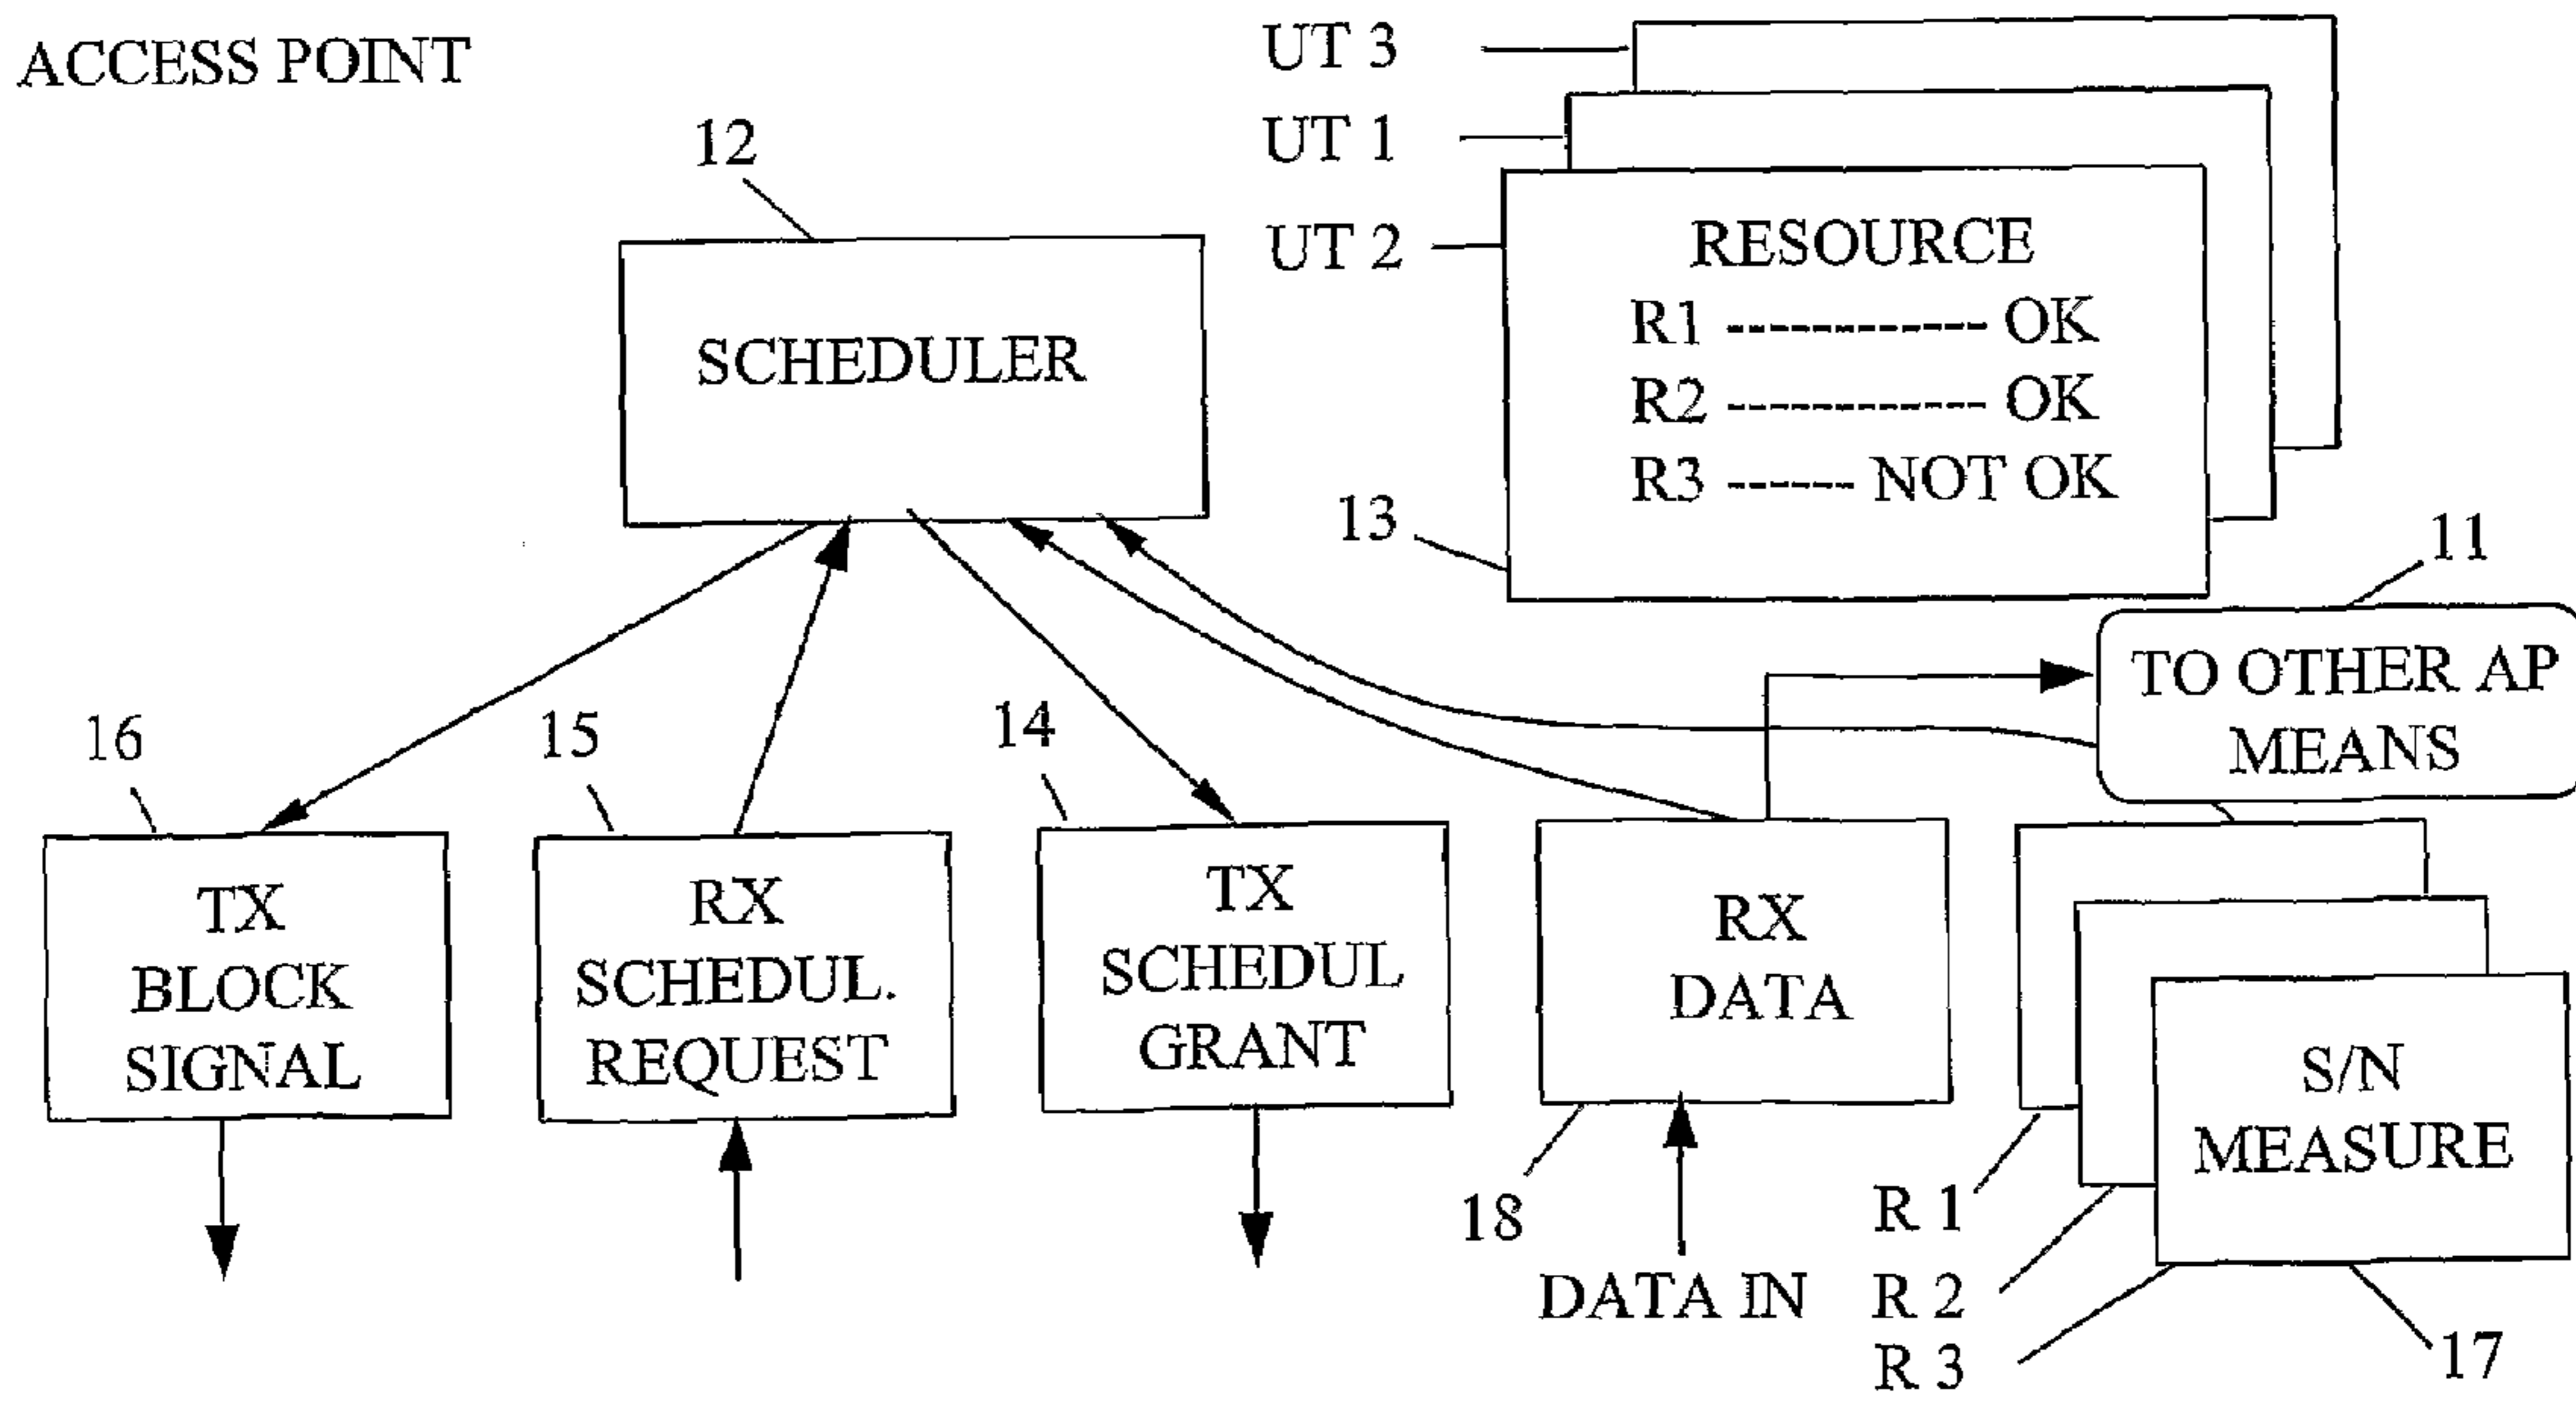 ACCESS POINT
12
SCHEDULER
UT 3
UT 1
UT 2
RESOURCE
R1 ------------- OK
R2 ------------- OK
R3 ------ NOT OK
13
11
TO OTHER AP
MEANS
16
TX
BLOCK
SIGNAL
15
RX
SCHEDUL.
REQUEST
14
TX
SCHEDUL
GRANT
RX
DATA
18
DATA IN
S/N
MEASURE
R 1
R 2
R 3
17